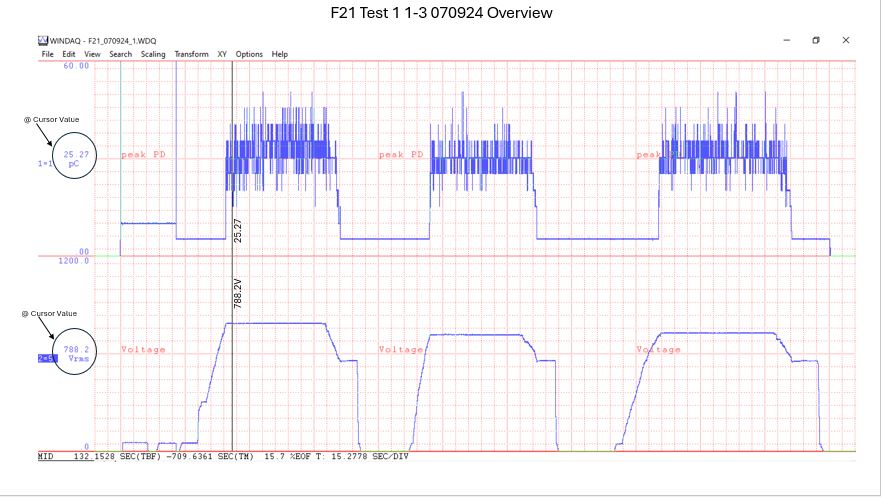 F21 Test 1 1-3 070924 Overview
WINDAQ - F21_070924_1.WDQ
File Edit View Search Scaling Transform XY Options Help
60.00
@ Cursor Value
1=1
25.27
pC
peak PD
peak PD
peak PD
25.27
.00
1200.0
788.2V
@ Cursor Value
788.2
Vrms
Voltage
Voltage
Voltage
0
MID 132.1528 SEC(TBF) -709.6361 SEC(TM) 15.7 %EOF T: 15.2778 SEC/DIV